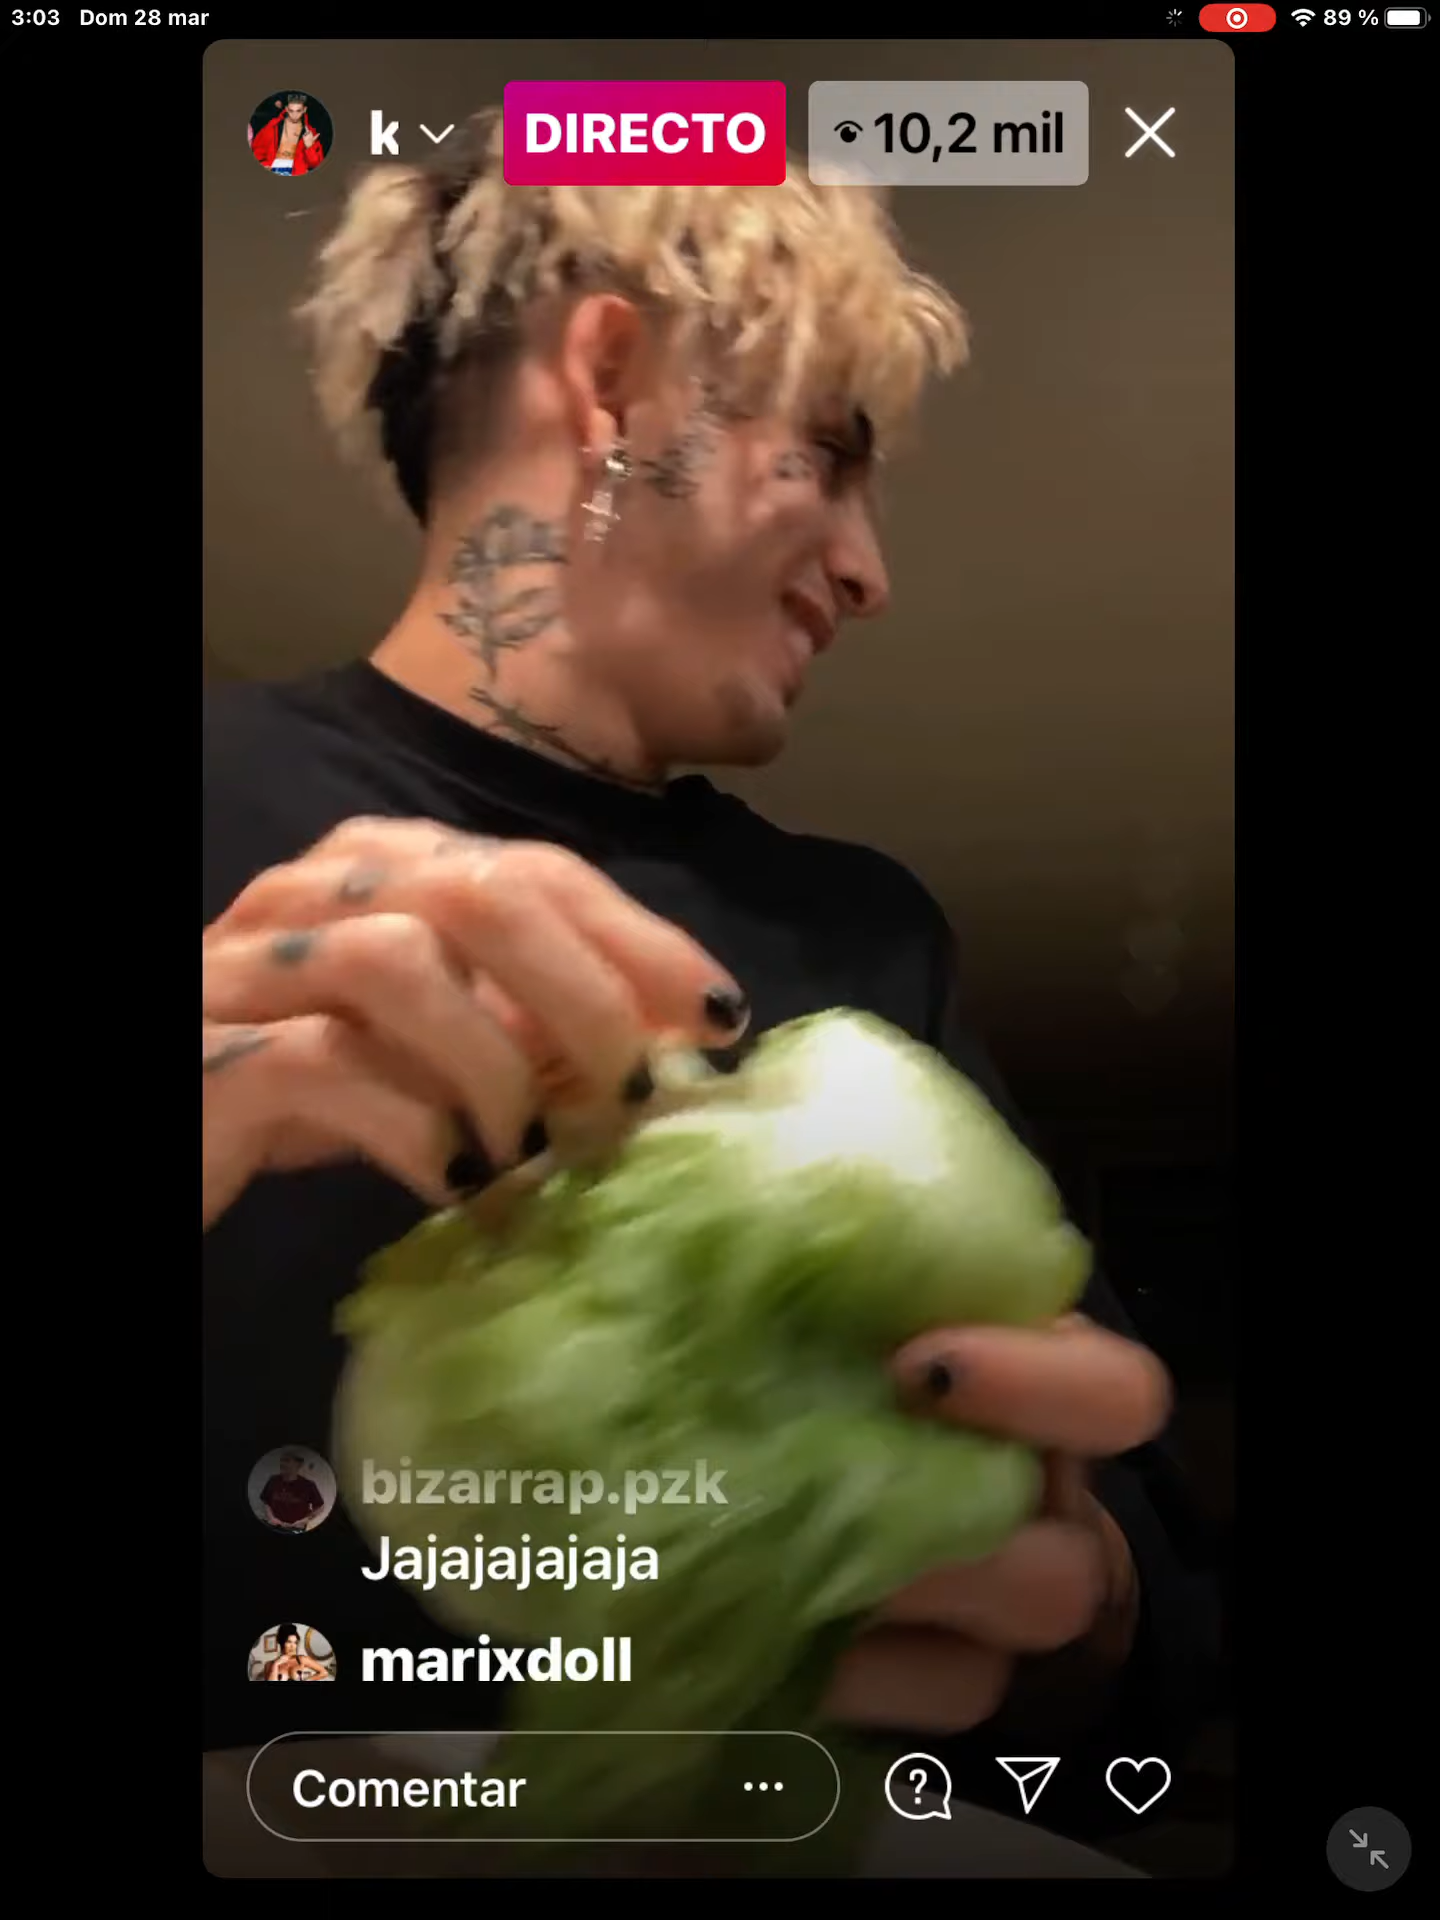 3:03 Dom 28 mar 89 %
k DIRECTO 10,2 mil
bizarrap.pzk
Jajajajajaja
marixdoll
Comentar ...